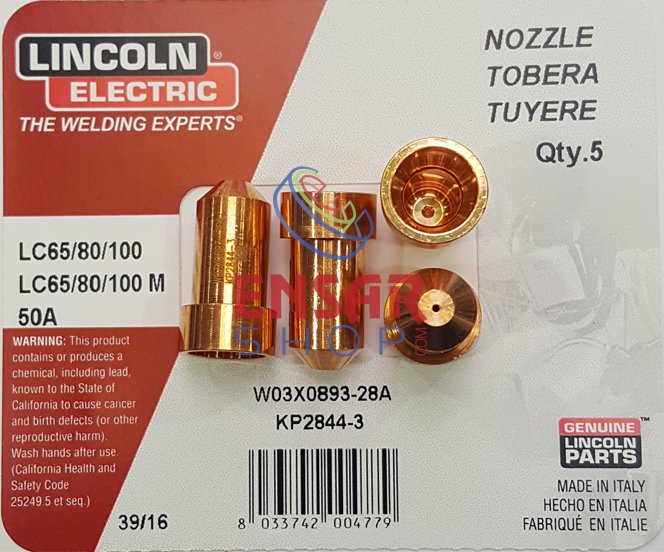 LINCOLN®
ELECTRIC
THE WELDING EXPERTS®
NOZZLE
TOBERA
TUYERE
Qty.5
LC65/80/100
LC65/80/100 M
50A
KP2844-3
ENSAR
SHOP.COM
WARNING: This product
contains or produces a
chemical, including lead,
known to the State of
California to cause cancer
and birth defects (or other
reproductive harm).
Wash hands after use.
(California Health and
Safety Code
25249.5 et seq.)
39/16
W03X0893-28A
KP2844-3
8 033742 004779
GENUINE
LINCOLN
PARTS
MADE IN ITALY
HECHO EN ITALIA
FABRIQUÉ EN ITALIE